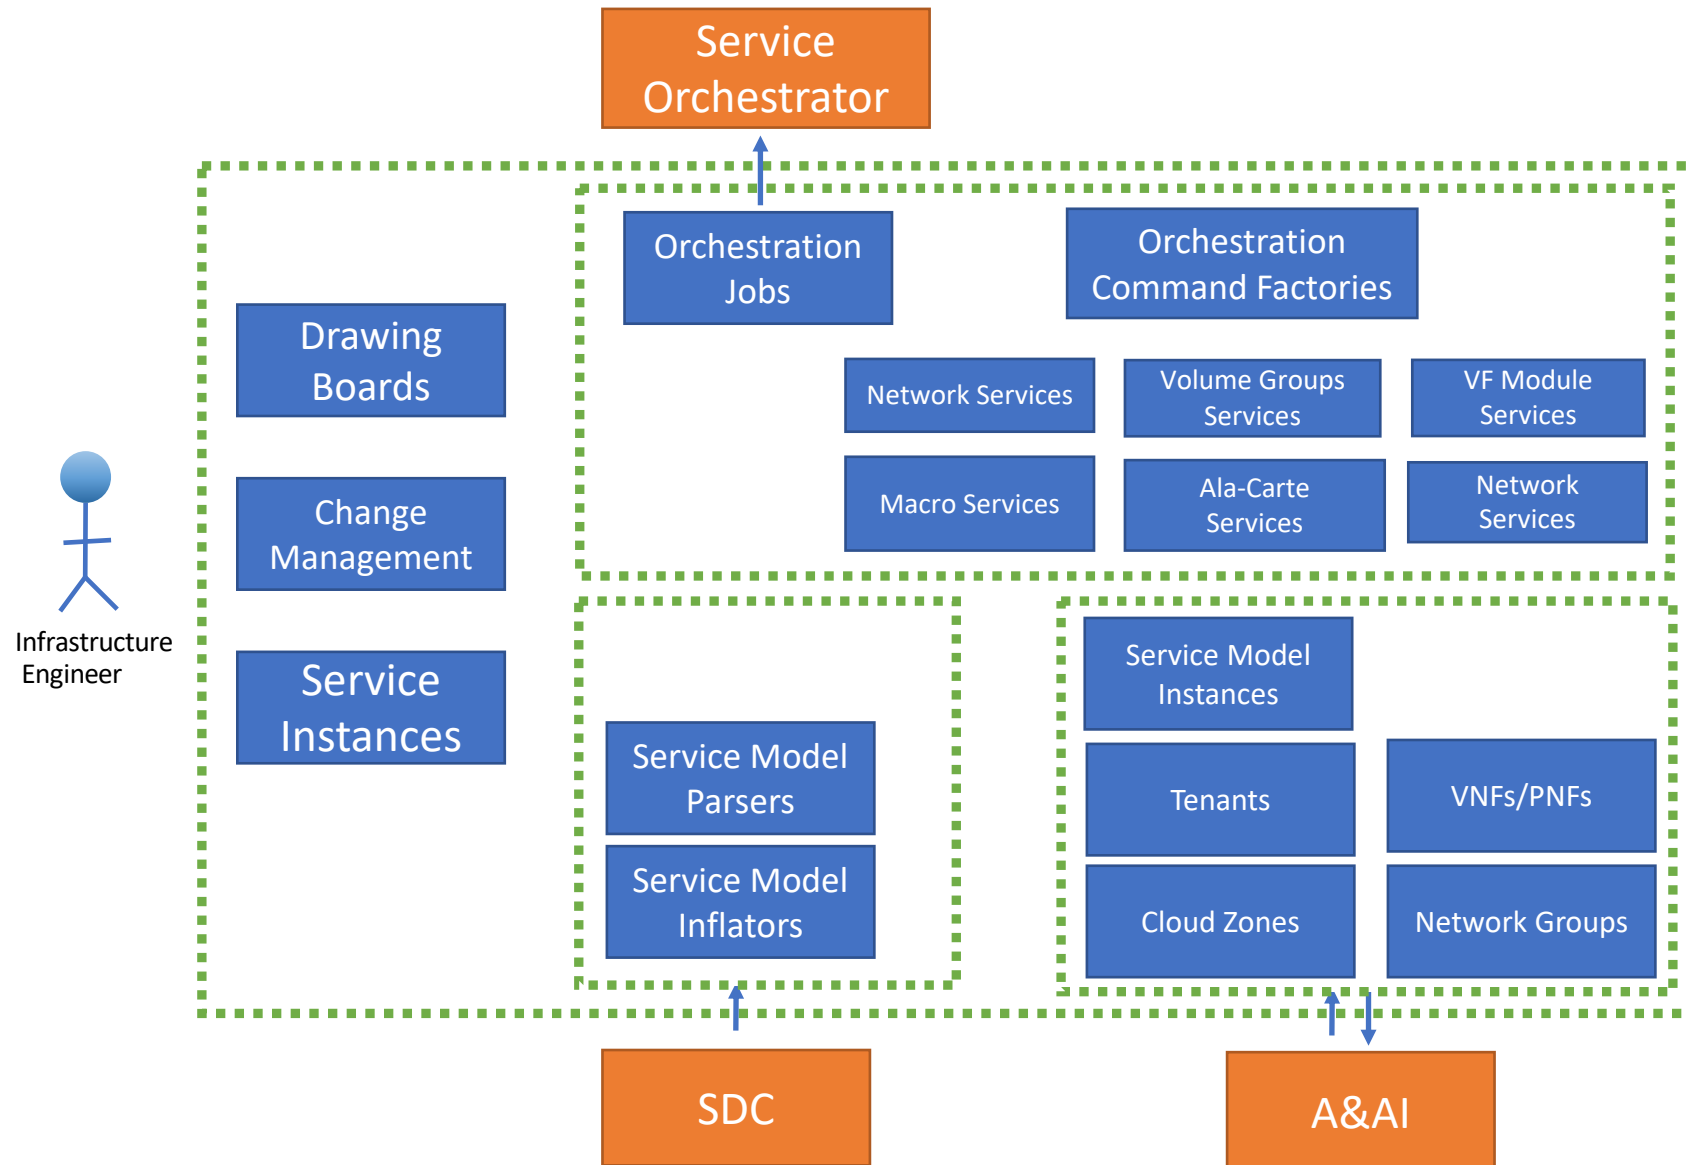 Service
Orchestrator
Orchestration
Jobs
Orchestration
Command Factories
Drawing
Boards
Network Services
Volume Groups
Services
VF Module
Services
Change
Management
Macro Services
Ala-Carte
Services
Network
Services
Infrastructure
Engineer
Service
Instances
Service Model
Parsers
Service Model
Inflators
Service Model
Instances
Tenants
VNFs/PNFs
Cloud Zones
Network Groups
SDC
A&AI